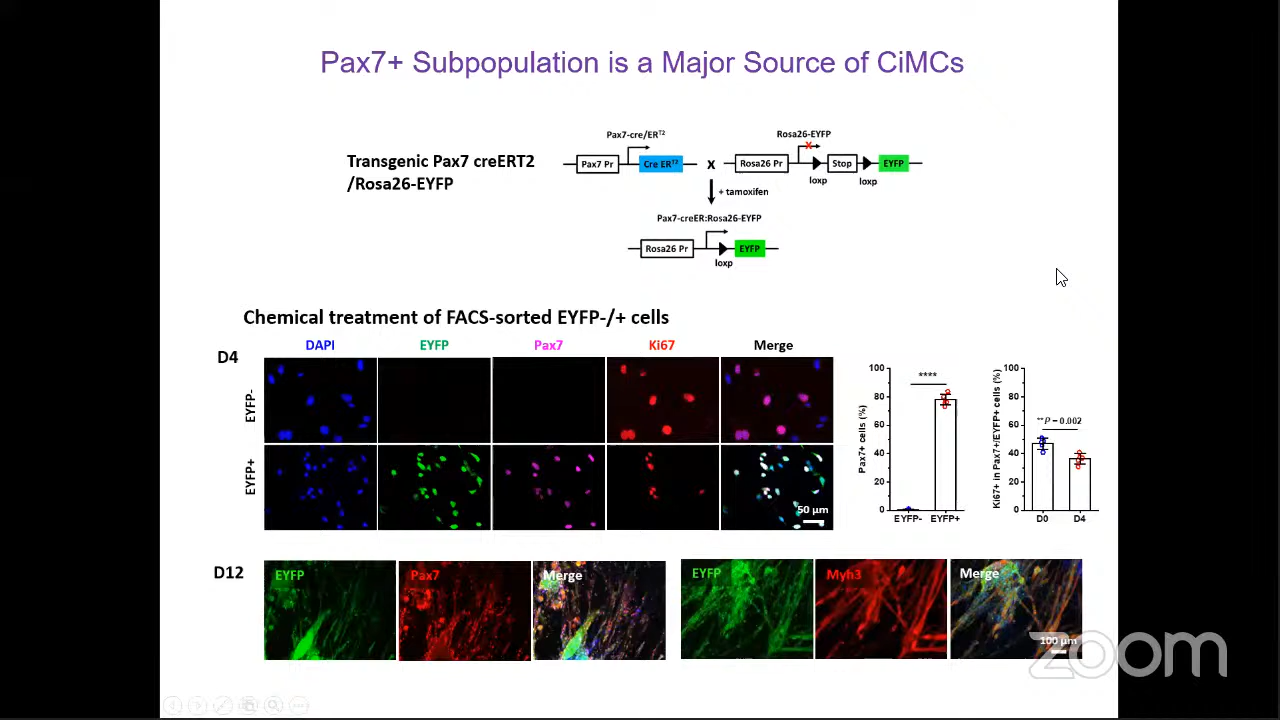 Pax7+ Subpopulation is a Major Source of CiMCs
Transgenic Pax7 creERT2
/Rosa26-EYFP
Pax7-cre/ERT2
Pax7 Pr
Cre ERT2
x
Rosa26-EYFP
x
Rosa26 Pr
Stop
EYFP
loxp
loxp
+ tamoxifen
Pax7-creER:Rosa26-EYFP
Rosa26 Pr
EYFP
loxp
Chemical treatment of FACS-sorted EYFP-/+ cells
D4
DAPI
EYFP
Pax7
Ki67
Merge
EYFP-
EYFP+
50 µm
Pax7+ cells (%)
100
80
60
40
20
0
****
EYFP-
EYFP+
Ki67+ in Pax7+/EYFP+ cells (%)
100
80
60
40
20
0
**P = 0.002
D0
D4
D12
EYFP
Pax7
Merge
EYFP
Myh3
Merge
100 µm
zoom